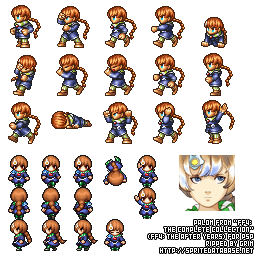 PALOM FROM "FF4:
THE COMPLETE COLLECTION"
(FF4: THE AFTER YEARS) FOR PSP
RIPPED BY GRIM
HTTP://SPRITEDATABASE.NET/